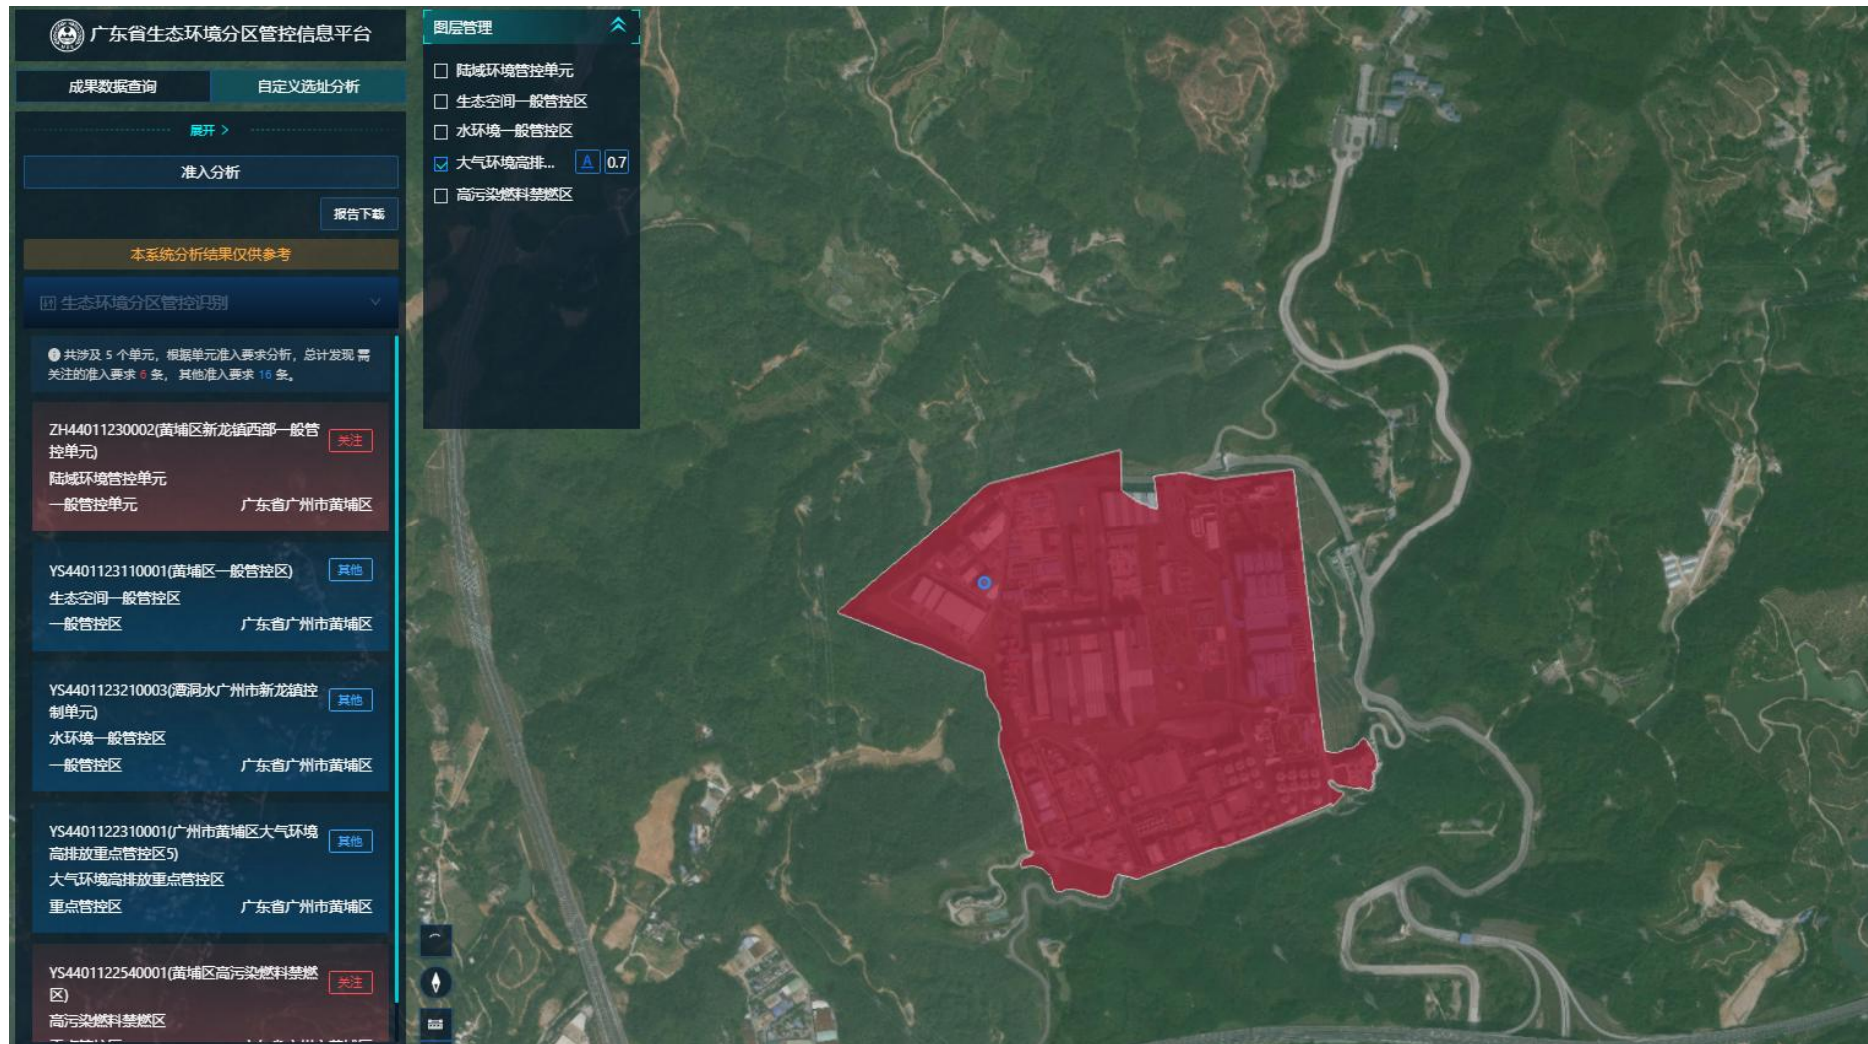 广东省生态环境分区管控信息平台
成果数据查询
自定义选址分析
展开 >
准入分析
报告下载
本系统分析结果仅供参考
生态环境分区管控识别
共涉及 5 个单元，根据单元准入要求分析，总计发现 需
关注的准入要求 6 条， 其他准入要求 16 条。
ZH44011230002(黄埔区新龙镇西部一般管
控单元)
关注
陆域环境管控单元
一般管控单元 广东省广州市黄埔区
YS4401123110001(黄埔区一般管控区)
其他
生态空间一般管控区
一般管控区 广东省广州市黄埔区
YS4401123210003(潭洞水广州市新龙镇控
制单元)
其他
水环境一般管控区
一般管控区 广东省广州市黄埔区
YS4401122310001(广州市黄埔区大气环境
高排放重点管控区5)
其他
大气环境高排放重点管控区
重点管控区 广东省广州市黄埔区
YS4401122540001(黄埔区高污染燃料禁燃
区)
关注
高污染燃料禁燃区
图层管理
陆域环境管控单元
生态空间一般管控区
水环境一般管控区
大气环境高排... A 0.7
高污染燃料禁燃区